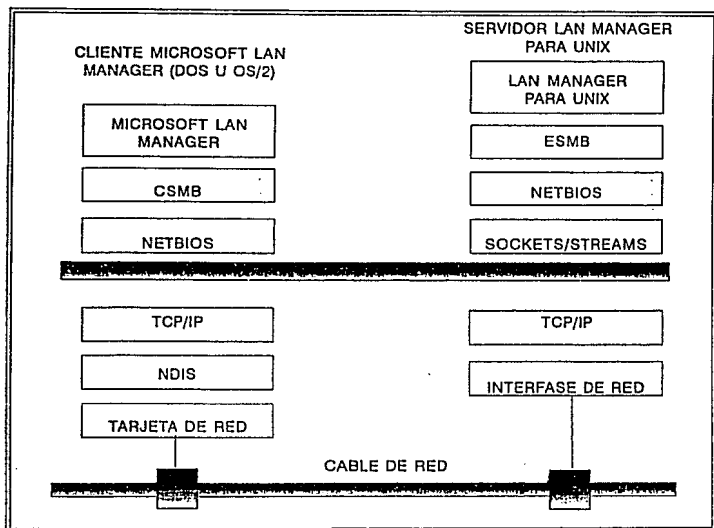 CLIENTE MICROSOFT LAN
MANAGER (DOS U OS/2)
MICROSOFT LAN
MANAGER
CSMB
NETBIOS
TCP/IP
NDIS
TARJETA DE RED
SERVIDOR LAN MANAGER
PARA UNIX
LAN MANAGER
PARA UNIX
ESMB
NETBIOS
SOCKETS/STREAMS
TCP/IP
INTERFASE DE RED
CABLE DE RED